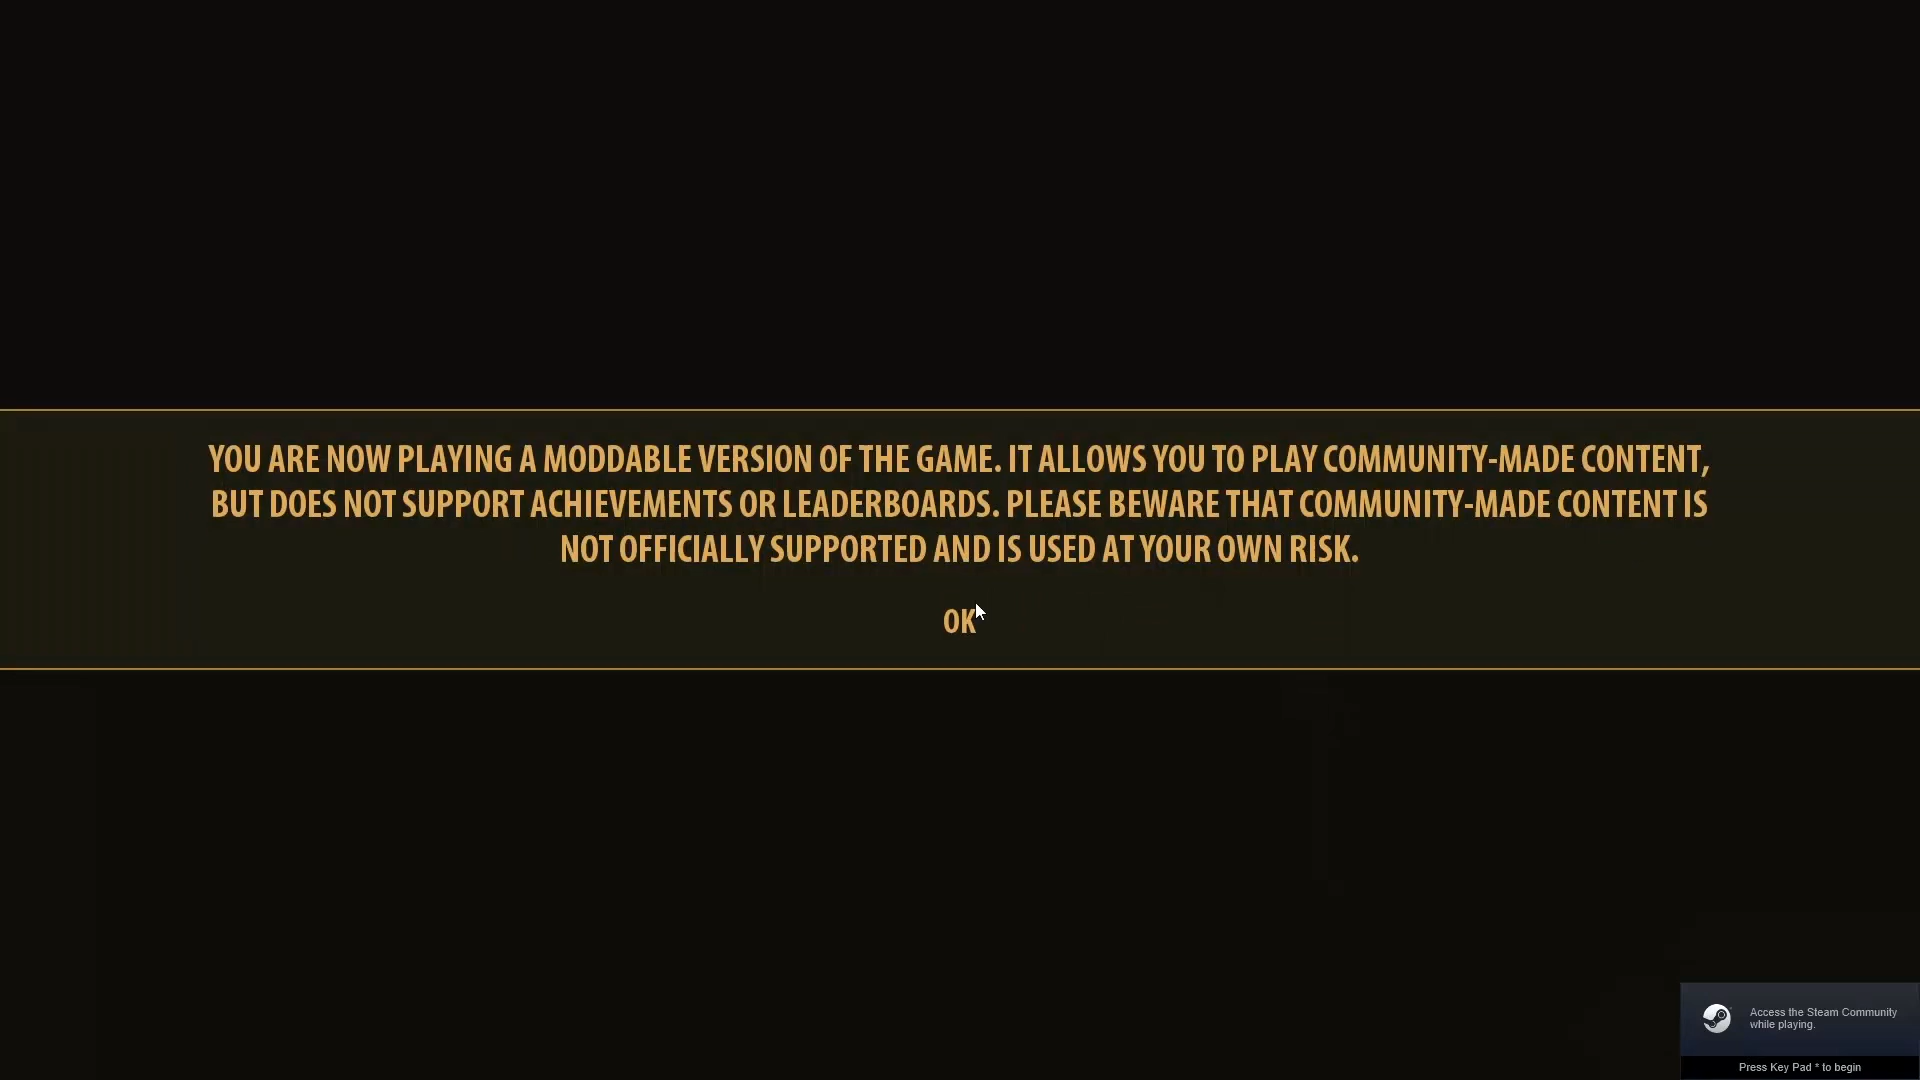 YOU ARE NOW PLAYING A MODDABLE VERSION OF THE GAME. IT ALLOWS YOU TO PLAY COMMUNITY-MADE CONTENT,
BUT DOES NOT SUPPORT ACHIEVEMENTS OR LEADERBOARDS. PLEASE BEWARE THAT COMMUNITY-MADE CONTENT IS
NOT OFFICIALLY SUPPORTED AND IS USED AT YOUR OWN RISK.
OK
Access the Steam Community
while playing.
Press Key Pad * to begin